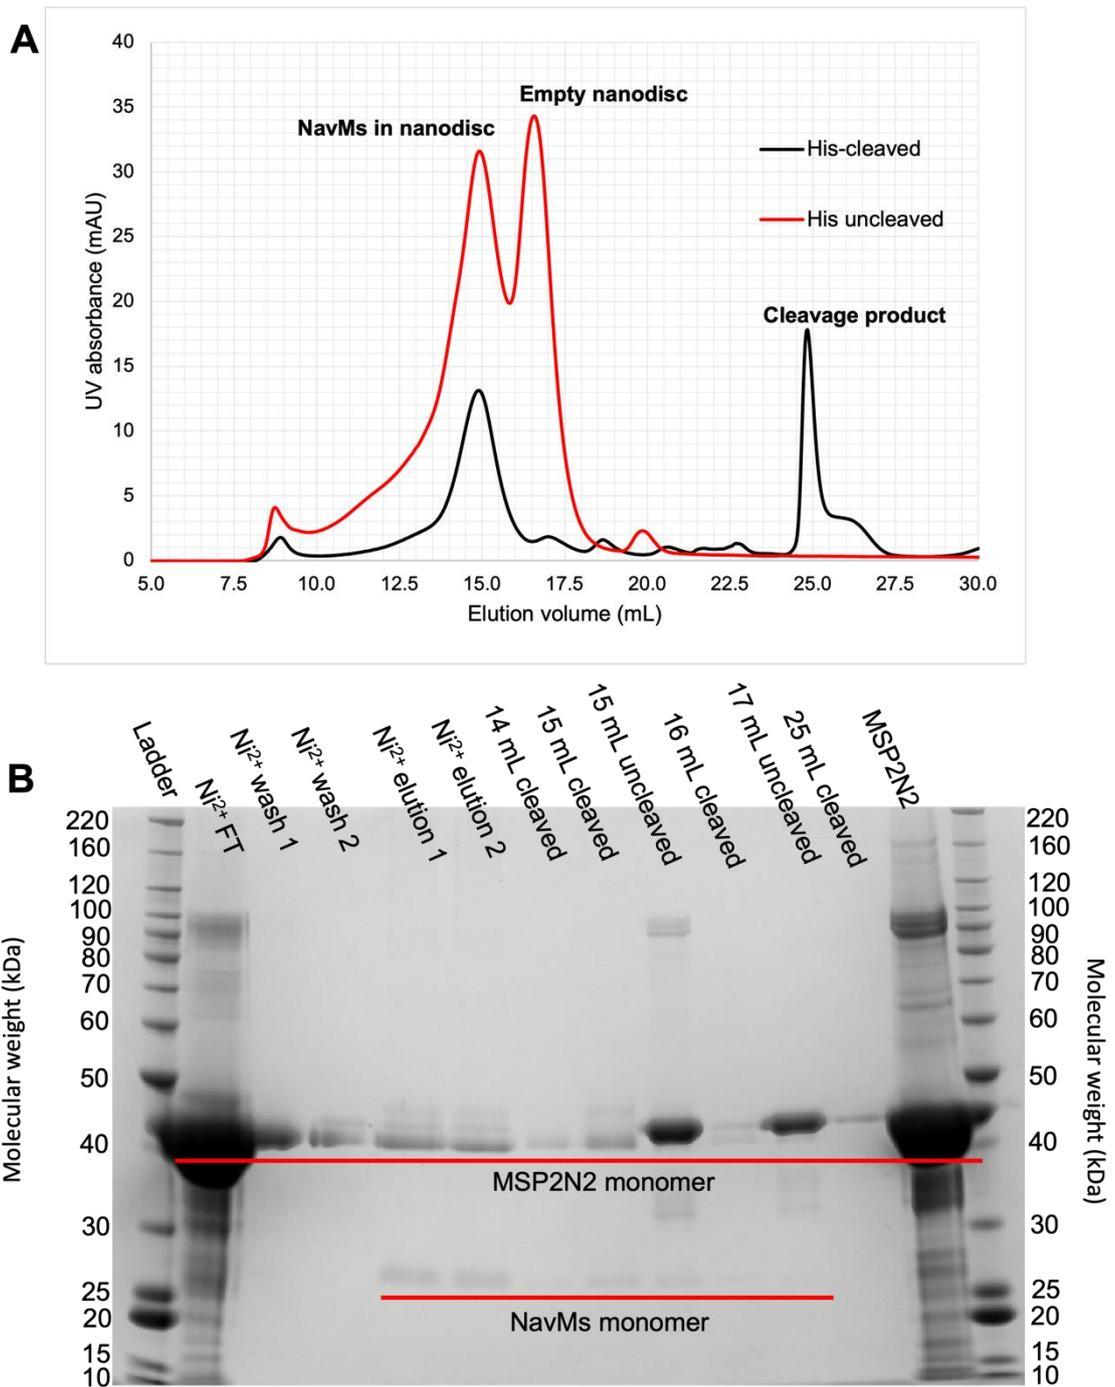 A
40
35
30
25
20
15
10
5
0
UV absorbance (mAU)
NavMs in nanodisc
Empty nanodisc
His-cleaved
His uncleaved
Cleavage product
5.0 7.5 10.0 12.5 15.0 17.5 20.0 22.5 25.0 27.5 30.0
Elution volume (mL)
B
Ladder
Ni²⁺ FT
Ni²⁺ wash 1
Ni²⁺ wash 2
Ni²⁺ elution 1
Ni²⁺ elution 2
14 mL cleaved
15 mL cleaved
15 mL uncleaved
16 mL cleaved
17 mL uncleaved
25 mL cleaved
MSP2N2
Molecular weight (kDa)
220
160
120
100
90
80
70
60
50
40
30
25
20
15
10
MSP2N2 monomer
NavMs monomer
220
160
120
100
90
80
70
60
50
40
30
25
20
15
10
Molecular weight (kDa)